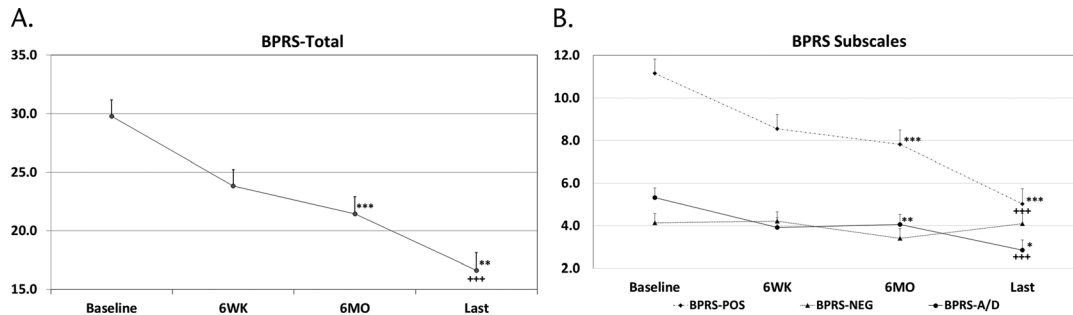 A.
BPRS-Total
35.0
30.0
25.0
20.0
15.0
***
**
+++
Baseline 6WK 6MO Last
B.
BPRS Subscales
12.0
10.0
8.0
6.0
4.0
2.0
***
***
+++
**
*
+++
Baseline 6WK 6MO Last
BPRS-POS BPRS-NEG BPRS-A/D